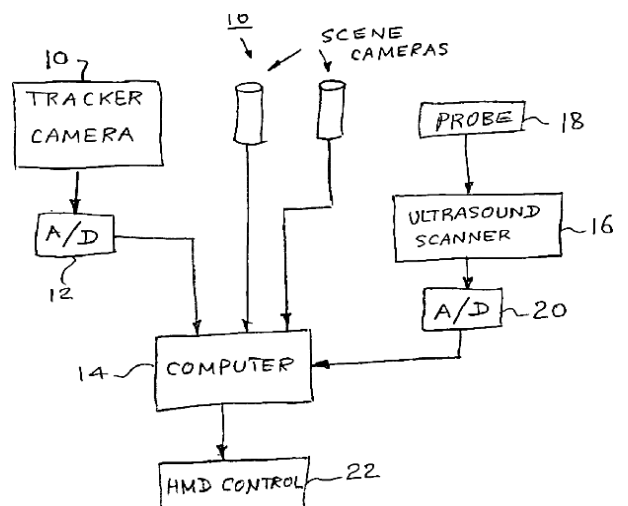 10
SCENE
CAMERAS
10
TRACKER
CAMERA
PROBE
18
A/D
12
ULTRASOUND
SCANNER
16
A/D
20
14
COMPUTER
HMD CONTROL
22